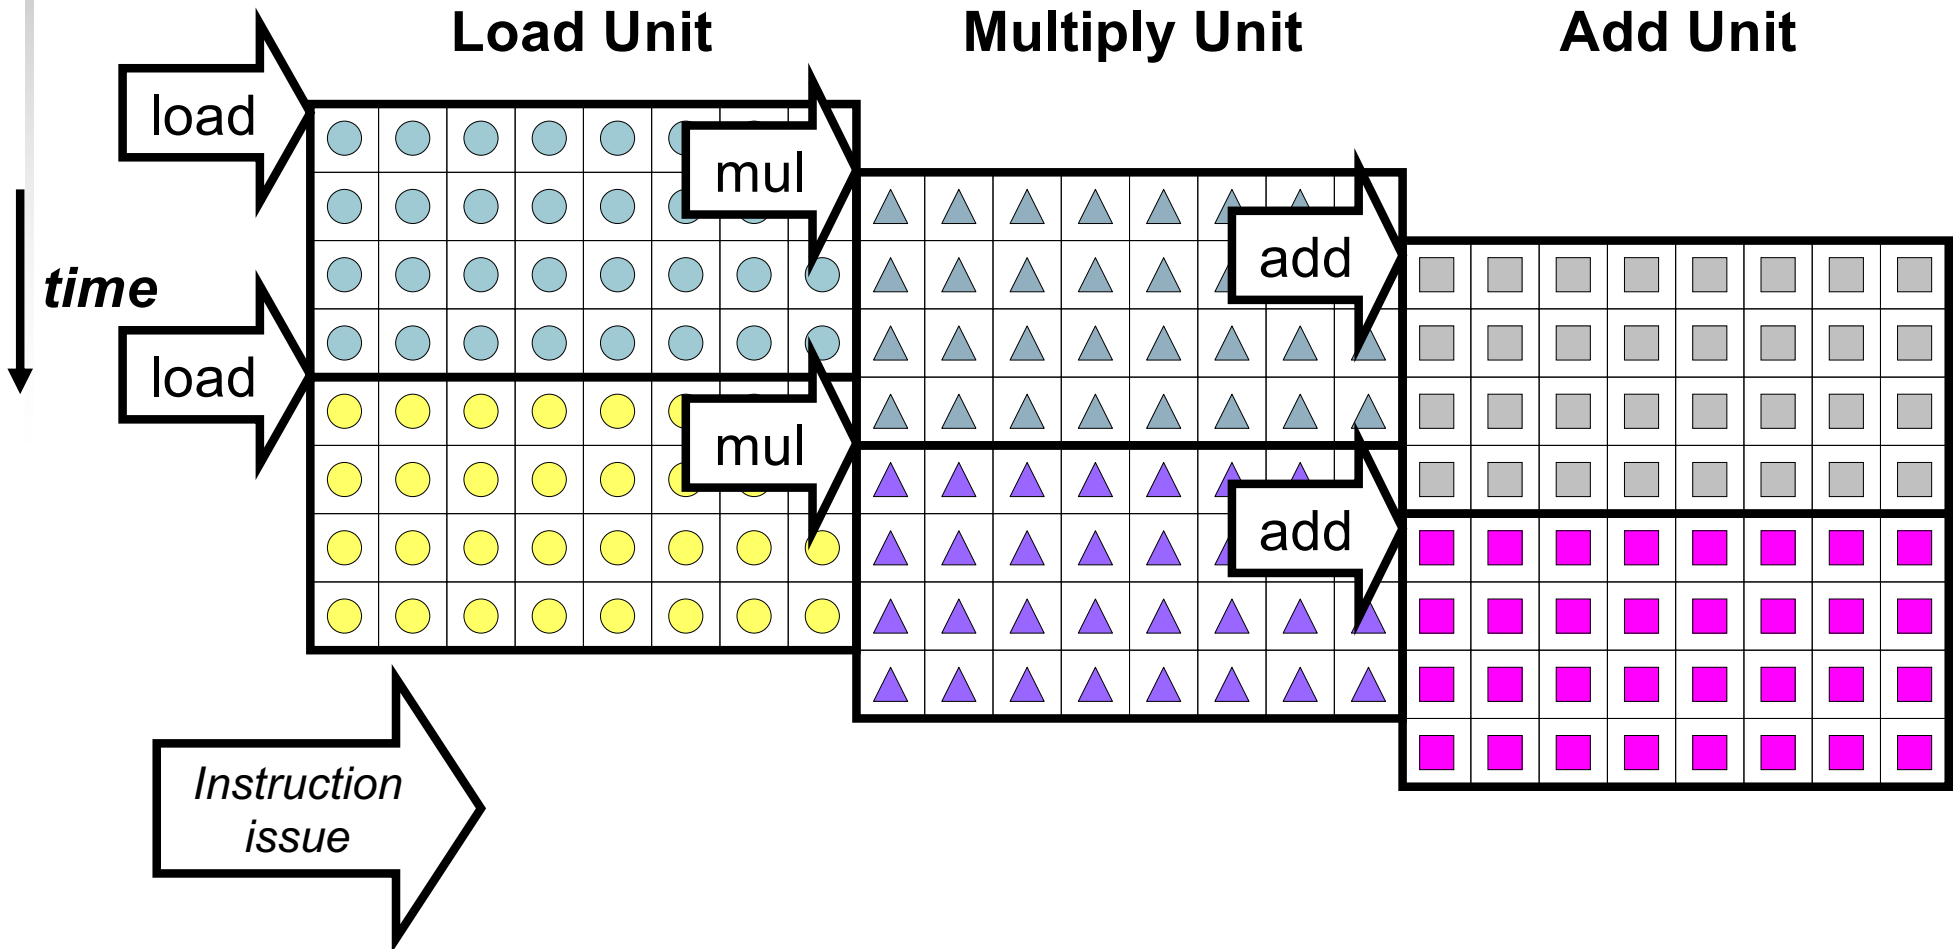 Load Unit
Multiply Unit
Add Unit
load
mul
add
time
load
mul
add
Instruction
issue